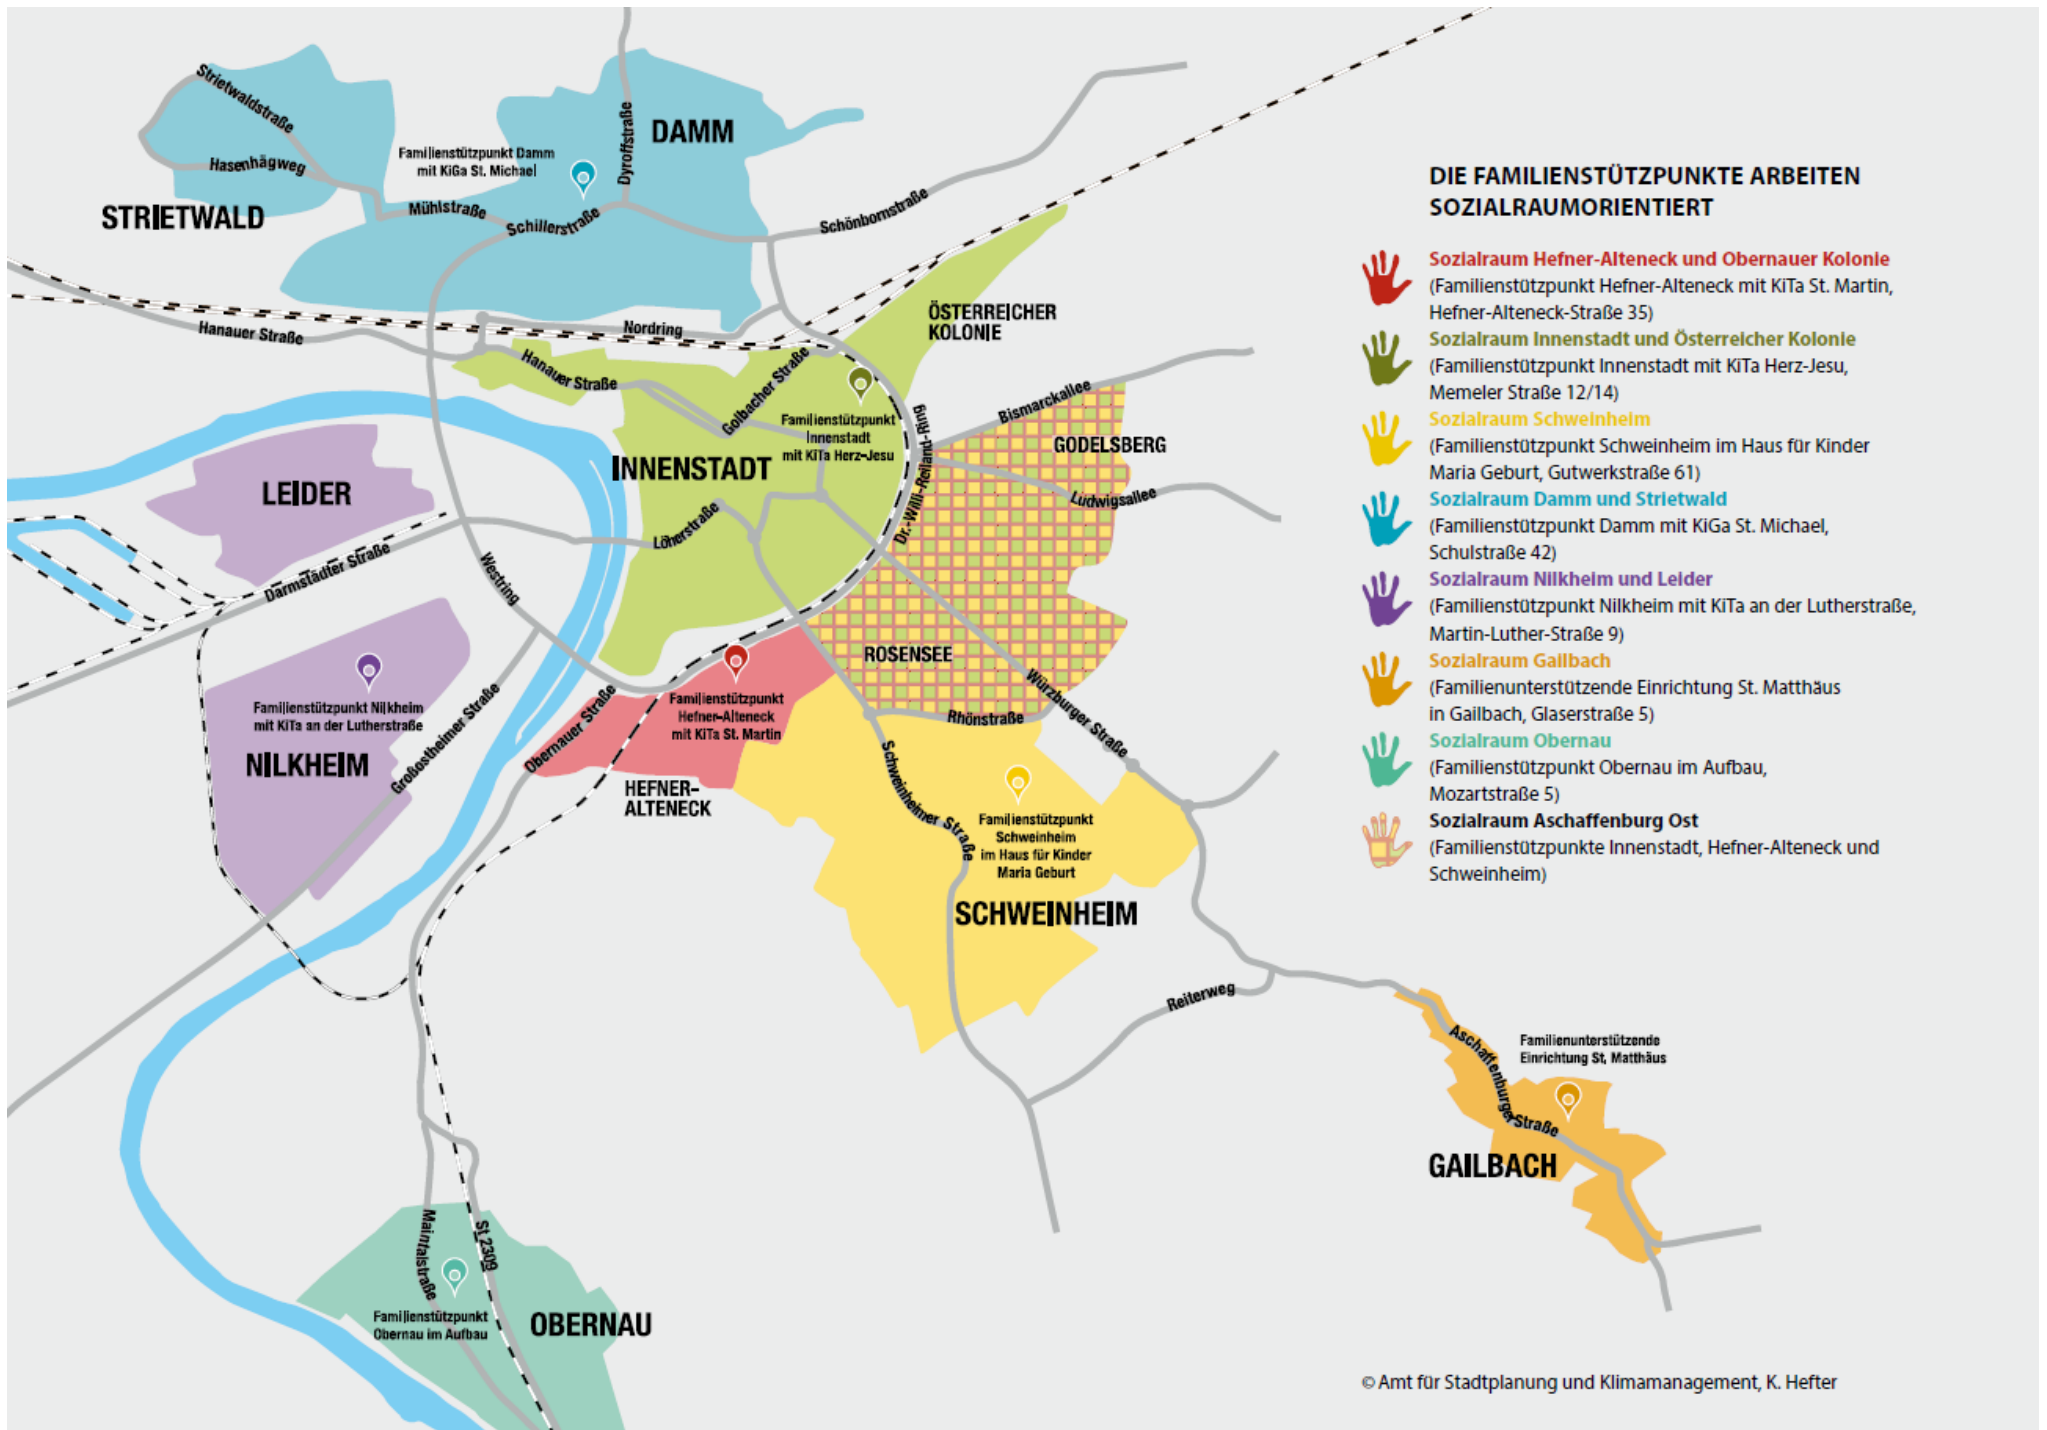 Strietwaldstraße
Hasenhägweg
STRIETWALD
Familienstützpunkt Damm
mit KiGa St. Michael
Mühlstraße
Schillerstraße
Dyroffstraße
DAMM
Schönbornstraße
Hanauer Straße
Nordring
Hanauer Straße
Golbacher Straße
ÖSTERREICHER
KOLONIE
Familienstützpunkt
Innenstadt
mit KiTa Herz-Jesu
INNENSTADT
Löherstraße
Dr.-Willi-Reiland-Ring
Bismarckallee
GODELSBERG
Ludwigsallee
LEIDER
Darmstädter Straße
Westring
ROSENSEE
Würzburger Straße
Rhönstraße
Familienstützpunkt Nilkheim
mit KiTa an der Lutherstraße
NILKHEIM
Großostheimer Straße
Obernauer Straße
Familienstützpunkt
Hefner-Alteneck
mit KiTa St. Martin
HEFNER-
ALTENECK
Schweinheimer Straße
Familienstützpunkt
Schweinheim
im Haus für Kinder
Maria Geburt
SCHWEINHEIM
Reiterweg
Aschaffenburger Straße
Familienunterstützende
Einrichtung St. Matthäus
GAILBACH
Maintalstraße
St 2309
Familienstützpunkt
Obernau im Aufbau
OBERNAU
DIE FAMILIENSTÜTZPUNKTE ARBEITEN
SOZIALRAUMORIENTIERT
Sozialraum Hefner-Alteneck und Obernauer Kolonie
(Familienstützpunkt Hefner-Alteneck mit KiTa St. Martin,
Hefner-Alteneck-Straße 35)
Sozialraum Innenstadt und Österreicher Kolonie
(Familienstützpunkt Innenstadt mit KiTa Herz-Jesu,
Memeler Straße 12/14)
Sozialraum Schweinheim
(Familienstützpunkt Schweinheim im Haus für Kinder
Maria Geburt, Gutwerkstraße 61)
Sozialraum Damm und Strietwald
(Familienstützpunkt Damm mit KiGa St. Michael,
Schulstraße 42)
Sozialraum Nilkheim und Leider
(Familienstützpunkt Nilkheim mit KiTa an der Lutherstraße,
Martin-Luther-Straße 9)
Sozialraum Gailbach
(Familienunterstützende Einrichtung St. Matthäus
in Gailbach, Glaserstraße 5)
Sozialraum Obernau
(Familienstützpunkt Obernau im Aufbau,
Mozartstraße 5)
Sozialraum Aschaffenburg Ost
(Familienstützpunkte Innenstadt, Hefner-Alteneck und
Schweinheim)
© Amt für Stadtplanung und Klimamanagement, K. Hefter